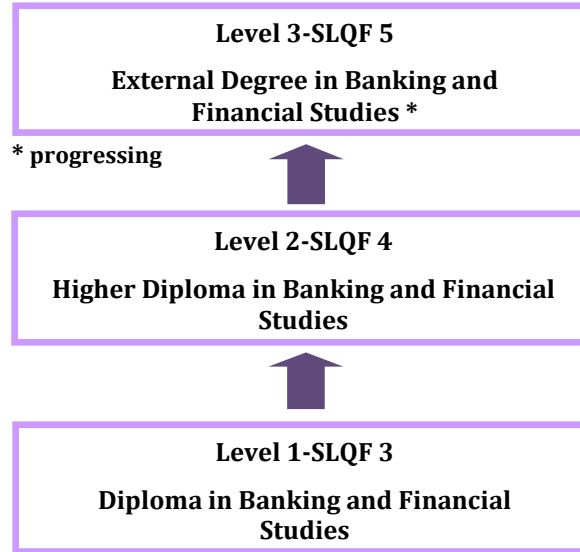 Level 3-SLQF 5
External Degree in Banking and
Financial Studies *
* progressing
Level 2-SLQF 4
Higher Diploma in Banking and Financial
Studies
Level 1-SLQF 3
Diploma in Banking and Financial
Studies